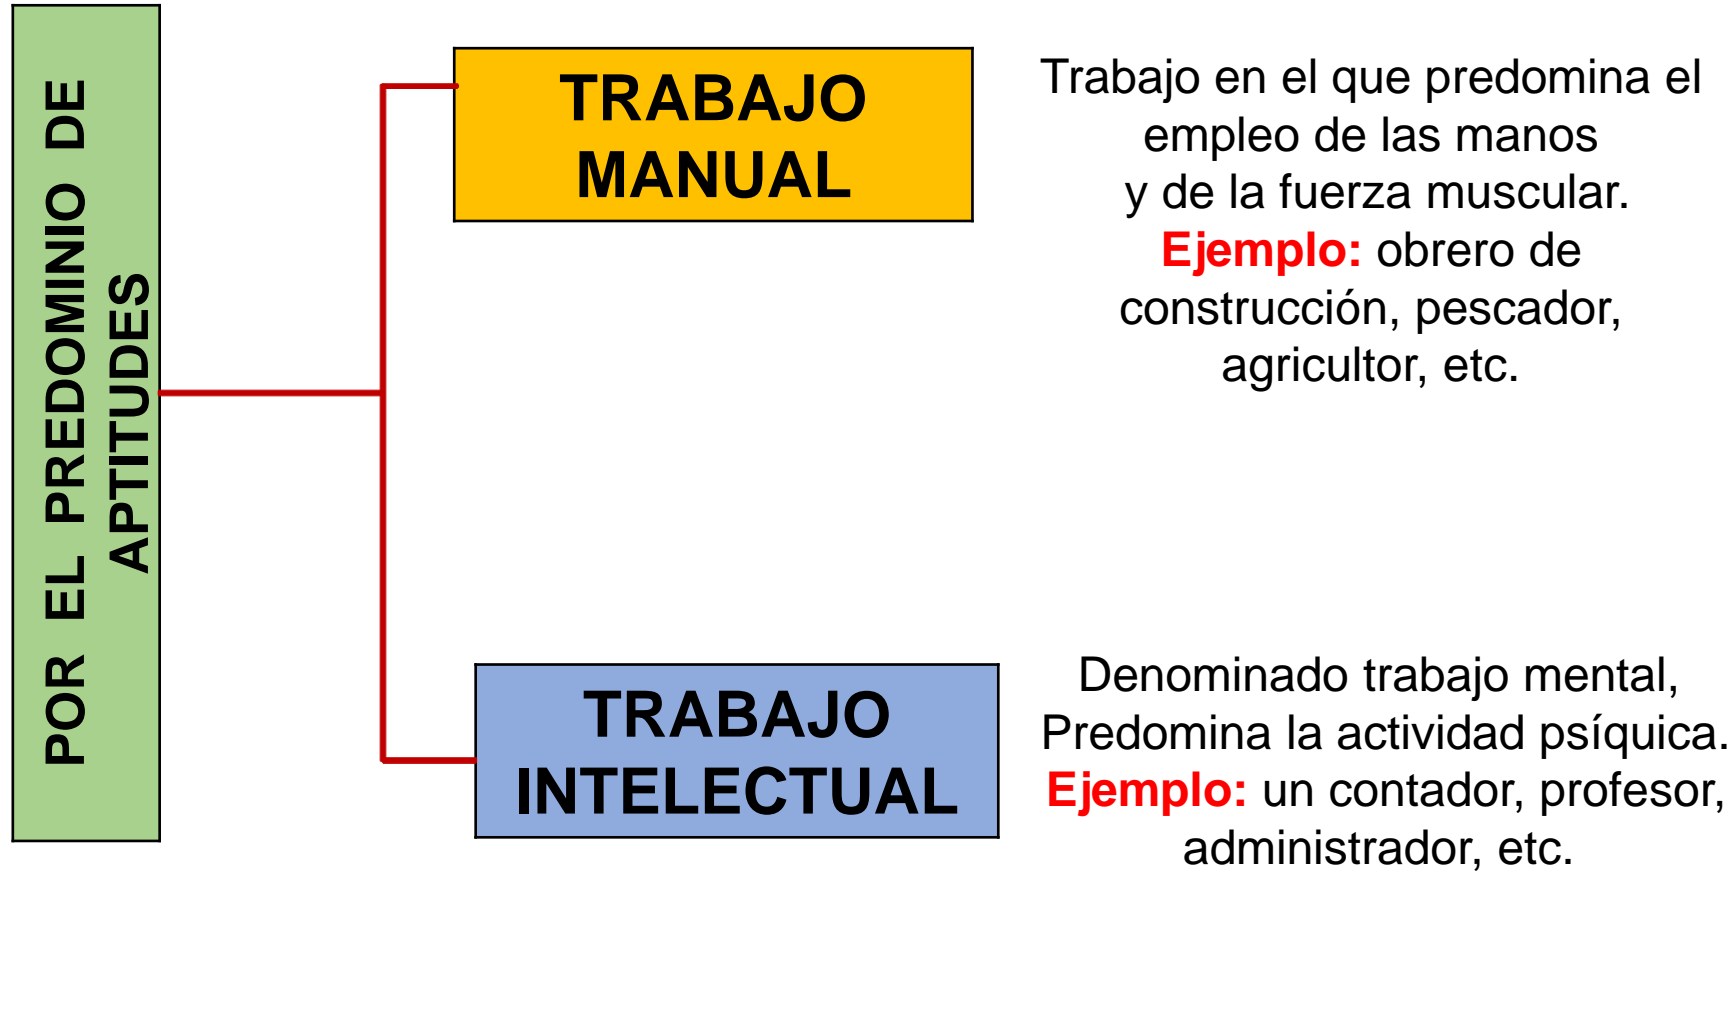 POR EL PREDOMINIO DE
APTITUDES
TRABAJO
MANUAL
Trabajo en el que predomina el
empleo de las manos
y de la fuerza muscular.
Ejemplo: obrero de
construcción, pescador,
agricultor, etc.
TRABAJO
INTELECTUAL
Denominado trabajo mental,
Predomina la actividad psíquica.
Ejemplo: un contador, profesor,
administrador, etc.